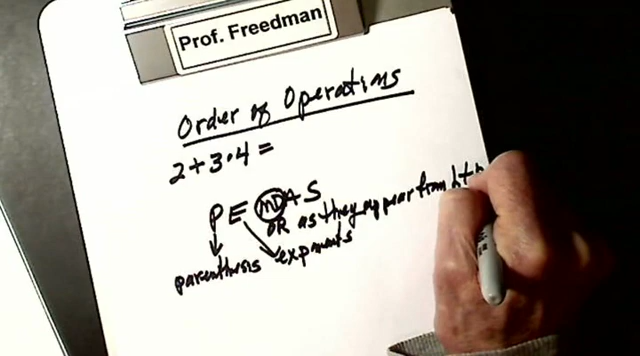 Prof. Freedman
Order of Operations
2+3·4=
PEMDAS
OR as they appear from L t R
parenthesis exponents